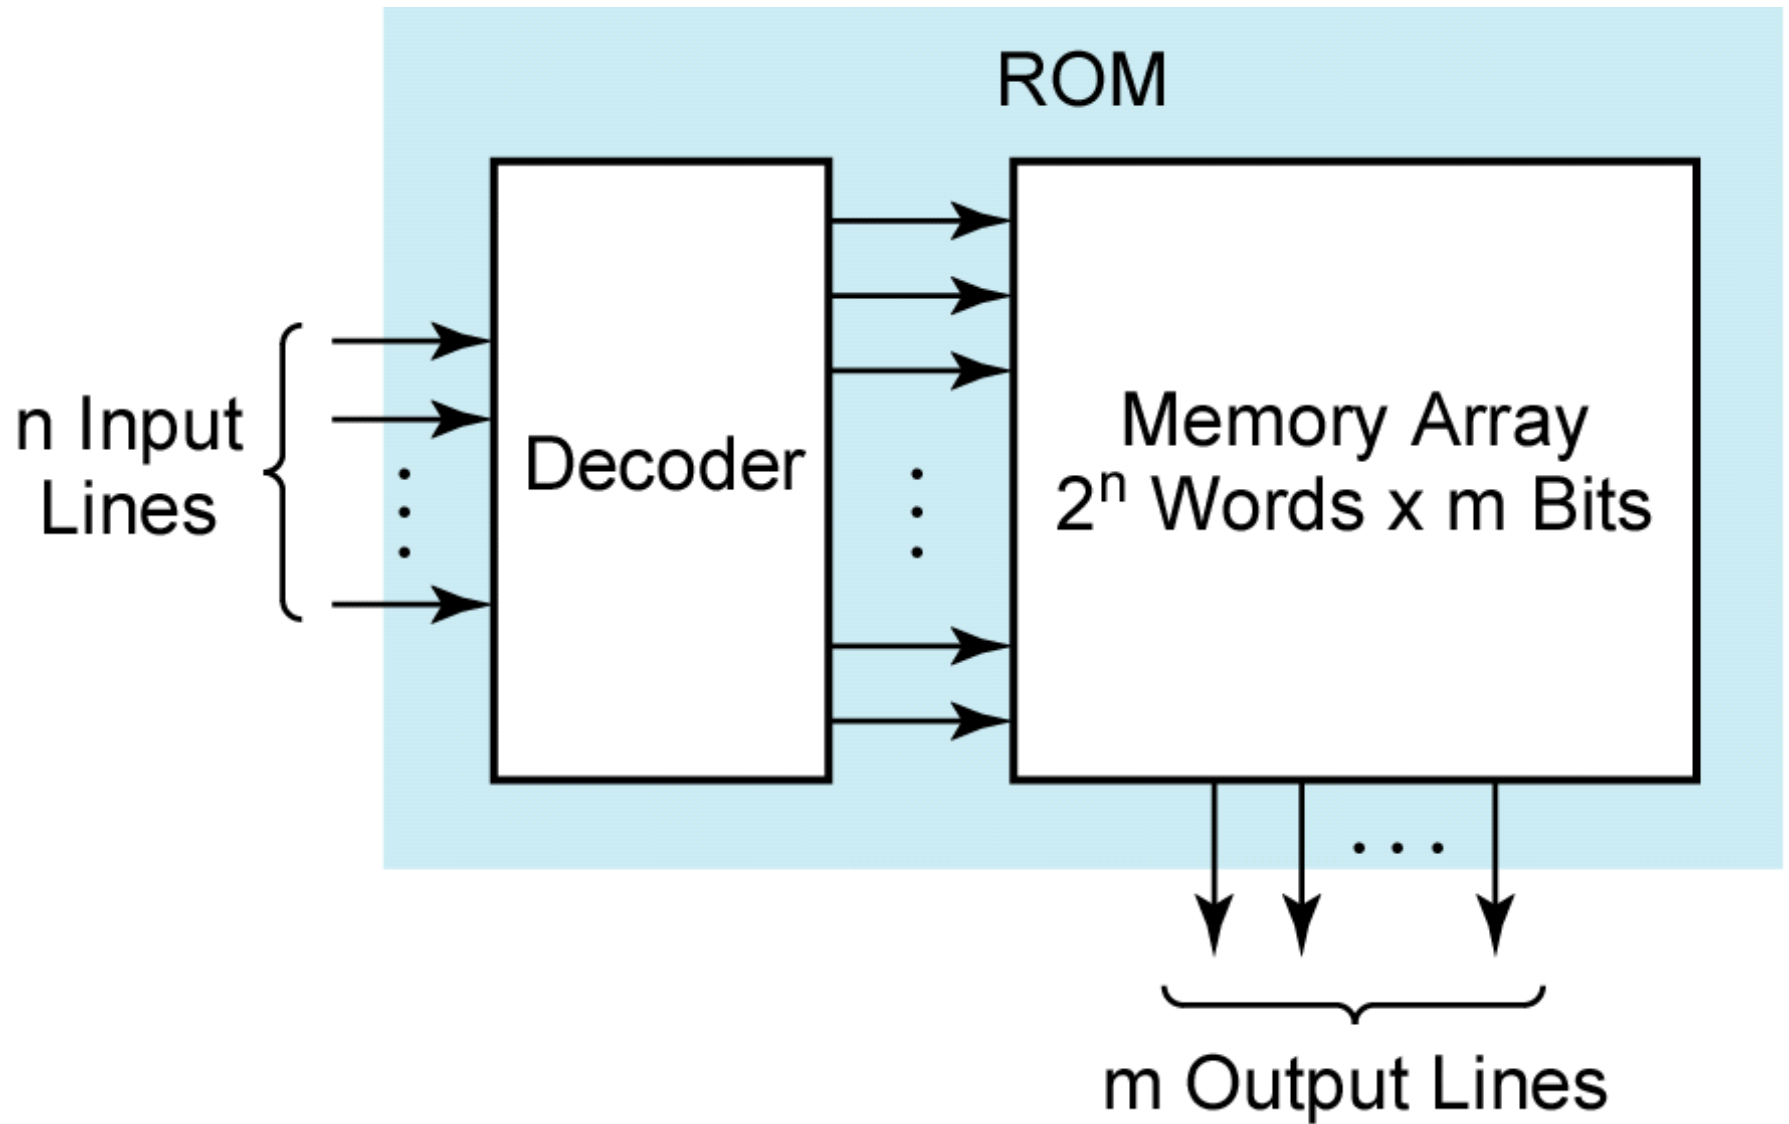 ROM
n Input
Lines
Decoder
Memory Array
2ⁿ Words x m Bits
m Output Lines